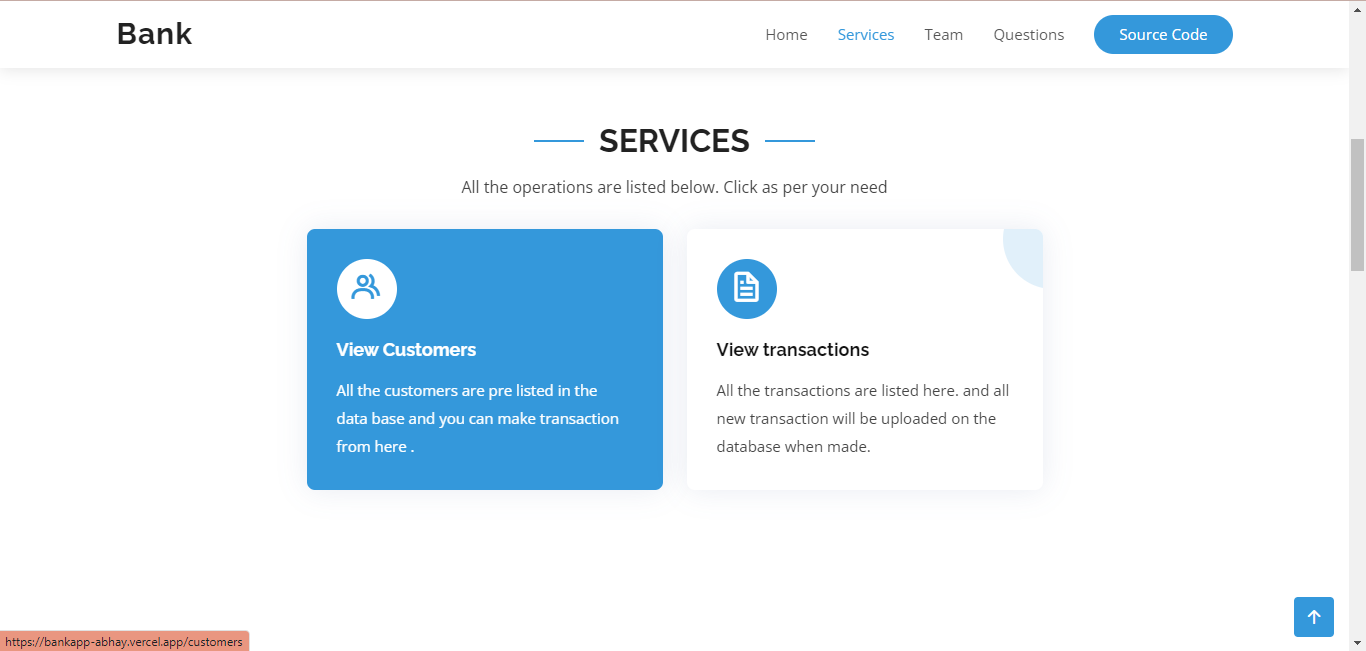 Bank
Home Services Team Questions Source Code
SERVICES
All the operations are listed below. Click as per your need
View Customers
All the customers are pre listed in the
data base and you can make transaction
from here .
View transactions
All the transactions are listed here. and all
new transaction will be uploaded on the
database when made.
https://bankapp-abhay.vercel.app/customers